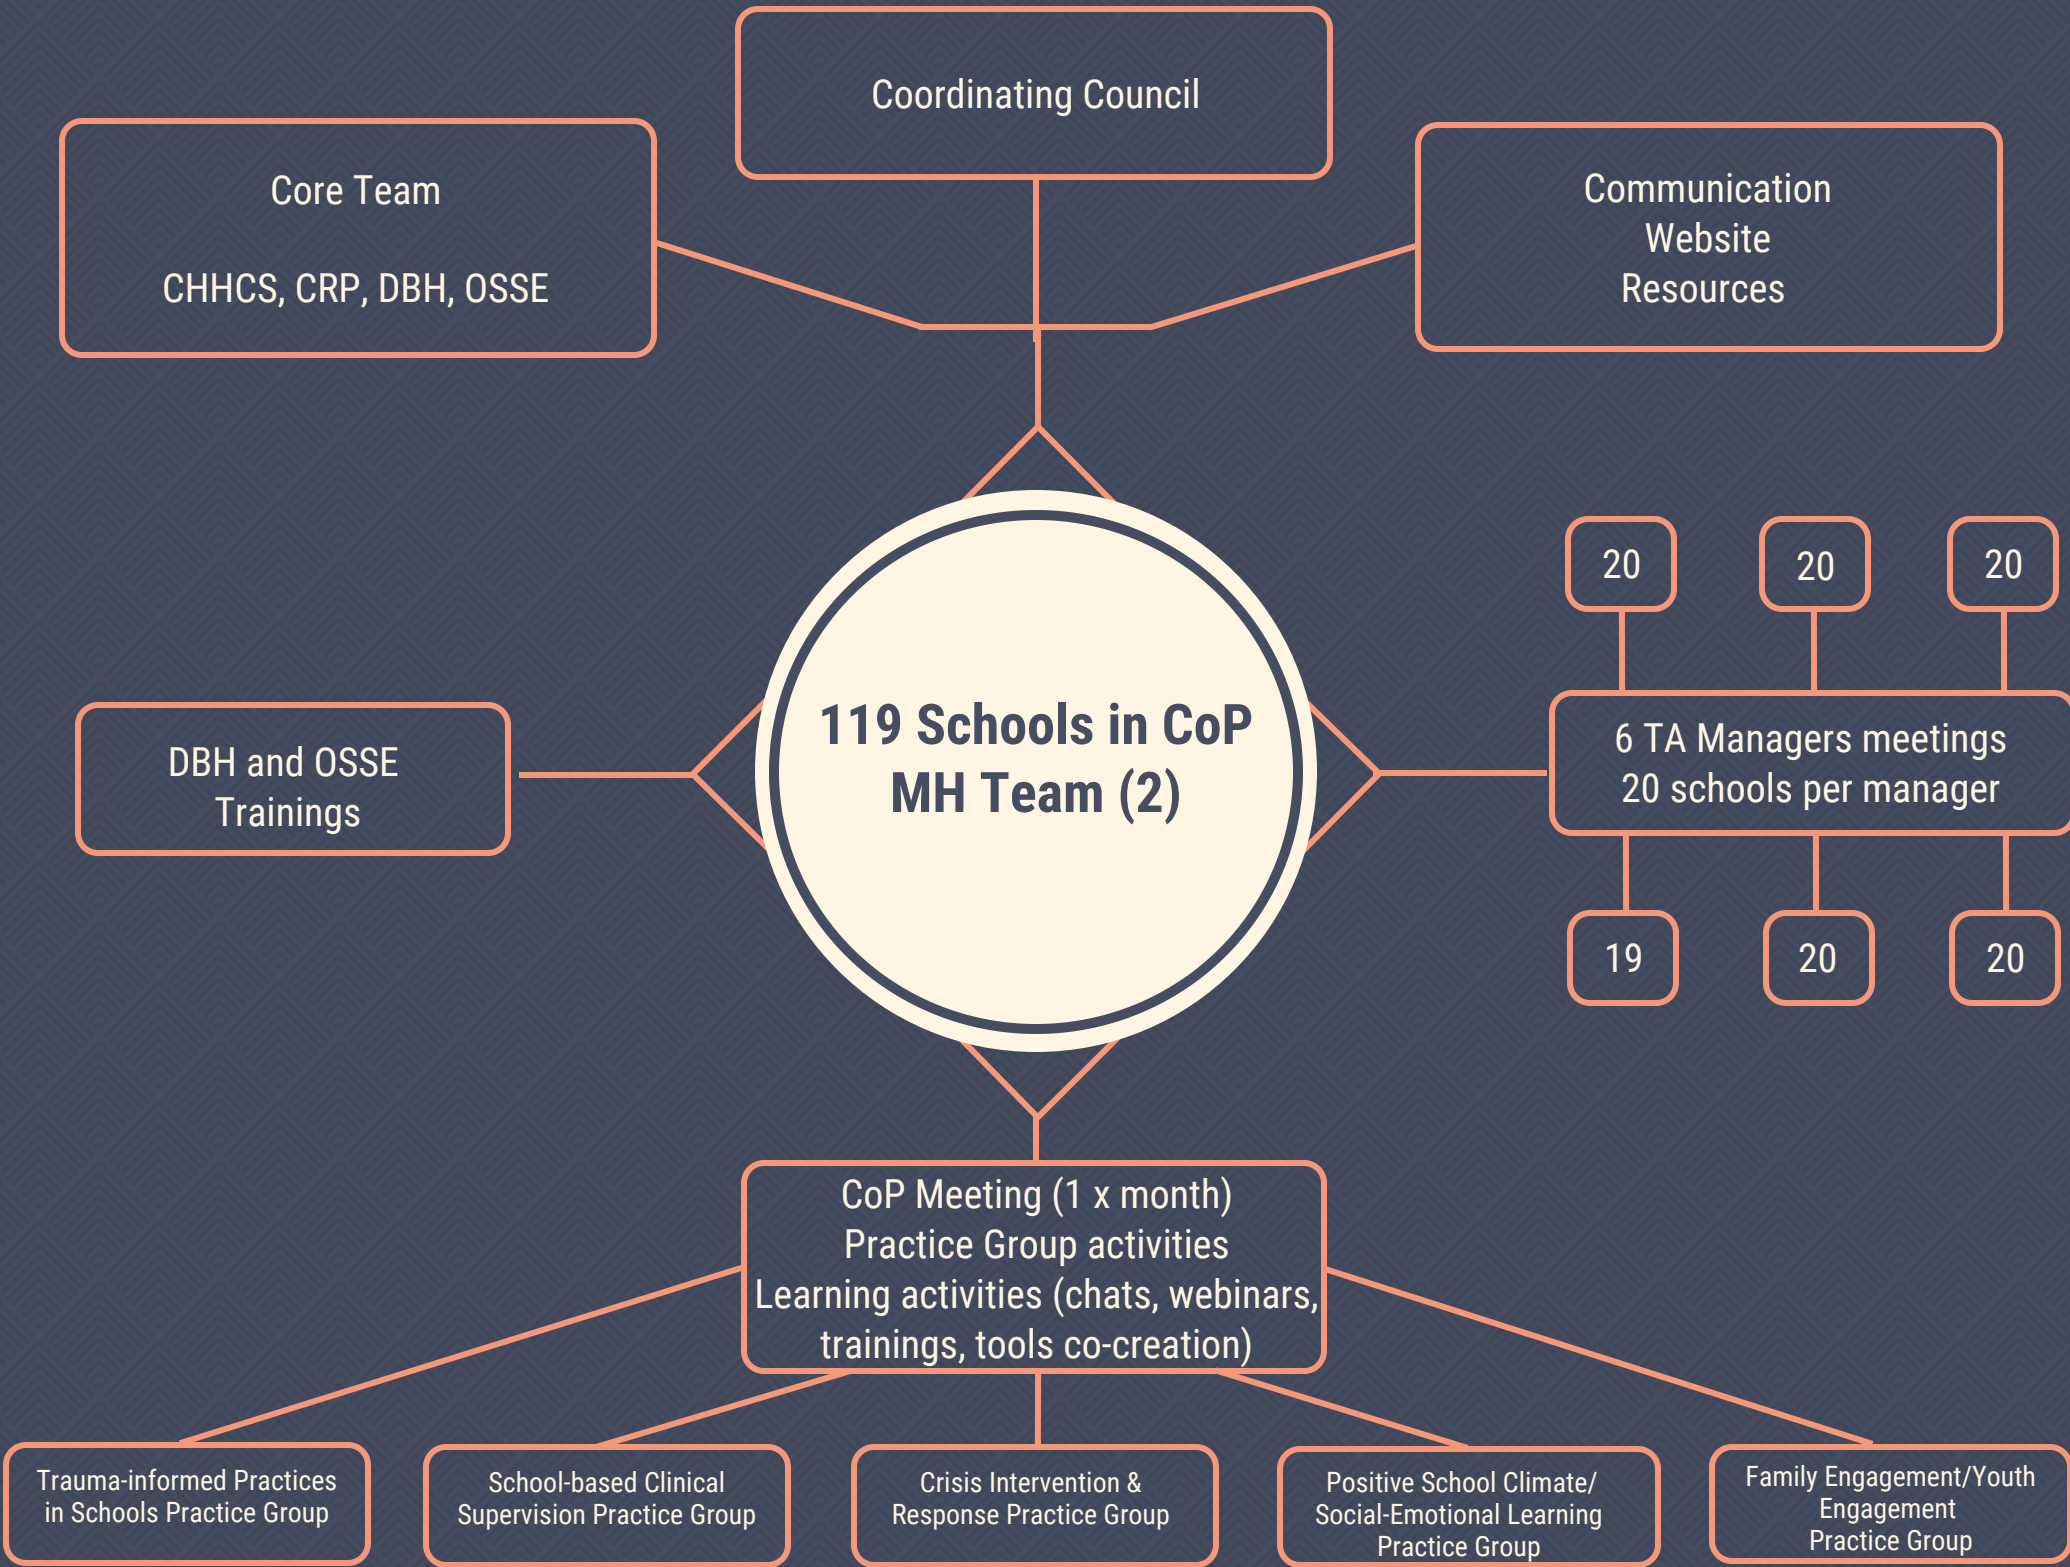 Coordinating Council
Core Team
CHHCS, CRP, DBH, OSSE
Communication
Website
Resources
20
20
20
119 Schools in CoP
MH Team (2)
DBH and OSSE
Trainings
6 TA Managers meetings
20 schools per manager
19
20
20
CoP Meeting (1 x month)
Practice Group activities
Learning activities (chats, webinars,
trainings, tools co-creation)
Trauma-informed Practices
in Schools Practice Group
School-based Clinical
Supervision Practice Group
Crisis Intervention &
Response Practice Group
Positive School Climate/
Social-Emotional Learning
Practice Group
Family Engagement/Youth
Engagement
Practice Group